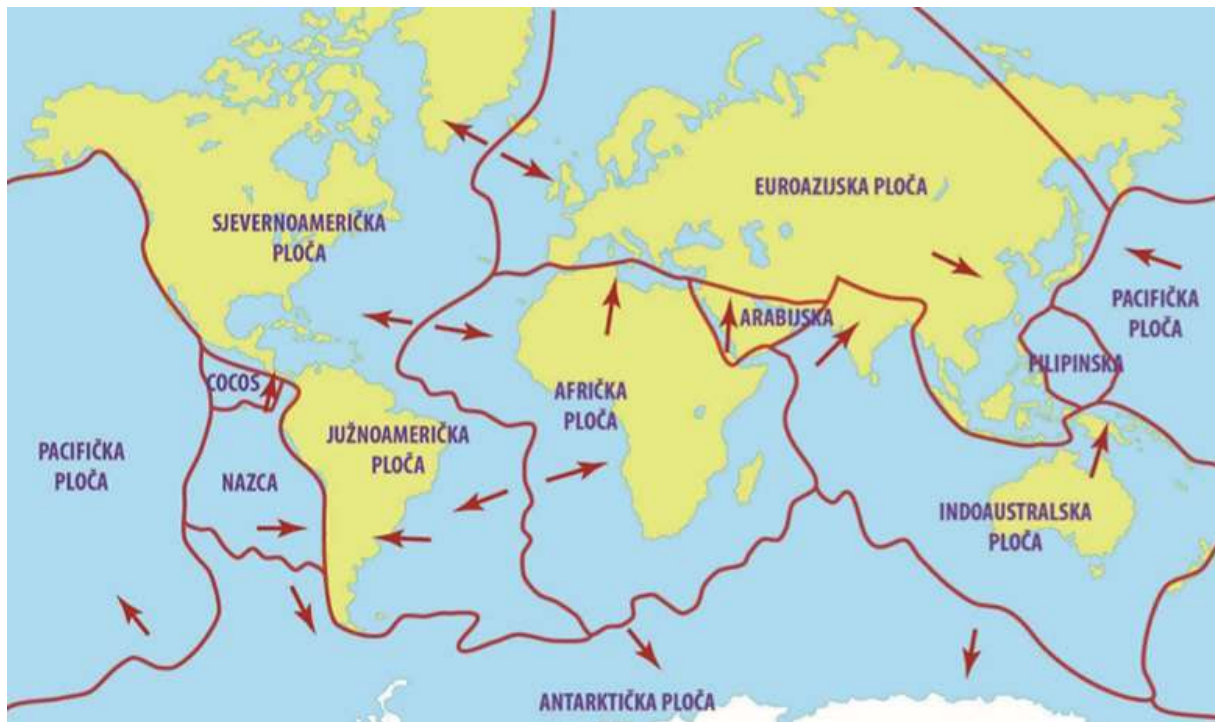 SJEVERNOAMERIČKA
PLOČA
EUROAZIJSKA PLOČA
PACIFIČKA
PLOČA
ARABIJSKA
FILIPINSKA
COCOS
AFRIČKA
PLOČA
JUŽNOAMERIČKA
PLOČA
PACIFIČKA
PLOČA
NAZCA
INDOAUSTRALSKA
PLOČA
ANTARKTIČKA PLOČA